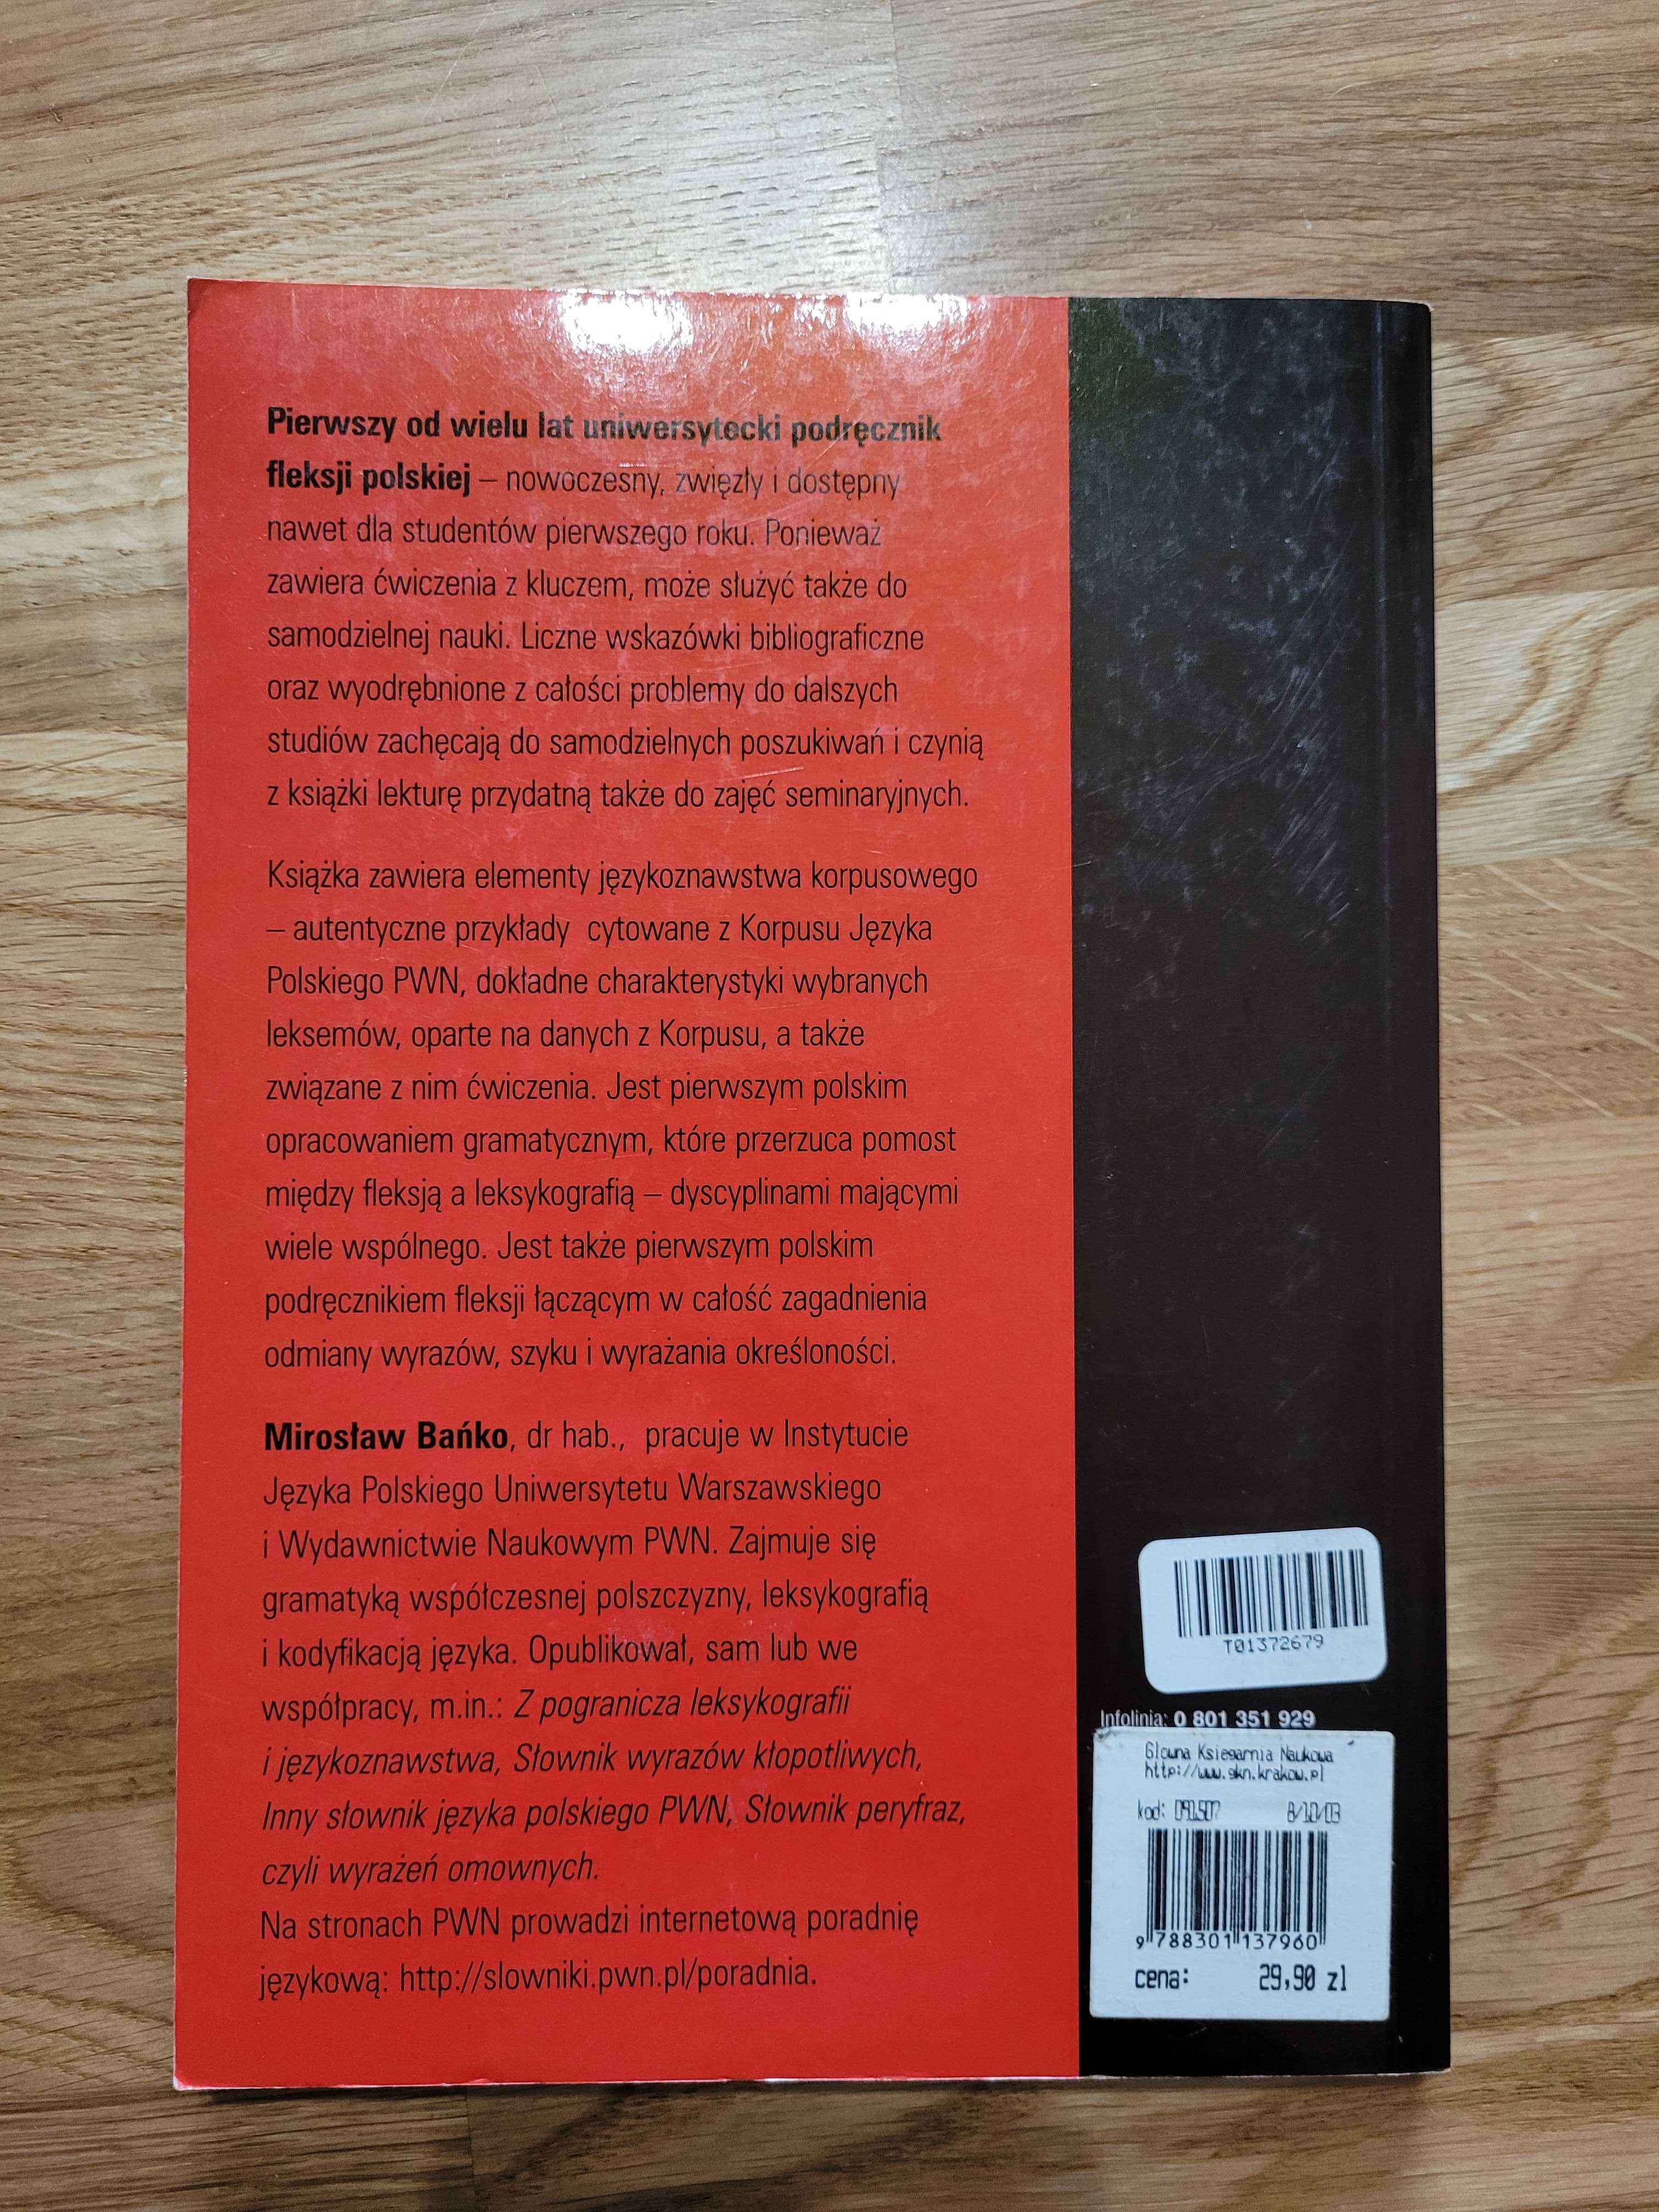 Pierwszy od wielu lat uniwersytecki podręcznik
fleksji polskiej – nowoczesny, zwięzły i dostępny
nawet dla studentów pierwszego roku. Ponieważ
zawiera ćwiczenia z kluczem, może służyć także do
samodzielnej nauki. Liczne wskazówki bibliograficzne
oraz wyodrębnione z całości problemy do dalszych
studiów zachęcają do samodzielnych poszukiwań i czynią
z książki lekturę przydatną także do zajęć seminaryjnych.
Książka zawiera elementy językoznawstwa korpusowego
– autentyczne przykłady cytowane z Korpusu Języka
Polskiego PWN, dokładne charakterystyki wybranych
leksemów, oparte na danych z Korpusu, a także
związane z nim ćwiczenia. Jest pierwszym polskim
opracowaniem gramatycznym, które przerzuca pomost
między fleksją a leksykografią – dyscyplinami mającymi
wiele wspólnego. Jest także pierwszym polskim
podręcznikiem fleksji łączącym w całość zagadnienia
odmiany wyrazów, szyku i wyrażania określoności.
Mirosław Bańko, dr hab., pracuje w Instytucie
Języka Polskiego Uniwersytetu Warszawskiego
i Wydawnictwie Naukowym PWN. Zajmuje się
gramatyką współczesnej polszczyzny, leksykografią
i kodyfikacją języka. Opublikował, sam lub we
współpracy, m.in.: Z pogranicza leksykografii
i językoznawstwa, Słownik wyrazów kłopotliwych,
Inny słownik języka polskiego PWN, Słownik peryfraz,
czyli wyrażeń omownych.
Na stronach PWN prowadzi internetową poradnię
językową: http://slowniki.pwn.pl/poradnia.
T01372679
Infolinia: 0 801 351 929
Glowna Ksiegarnia Naukowa
http://www.gkn.krakow.pl
kod: 091507 8/10/03
9 788301 137960
cena: 29,90 zl